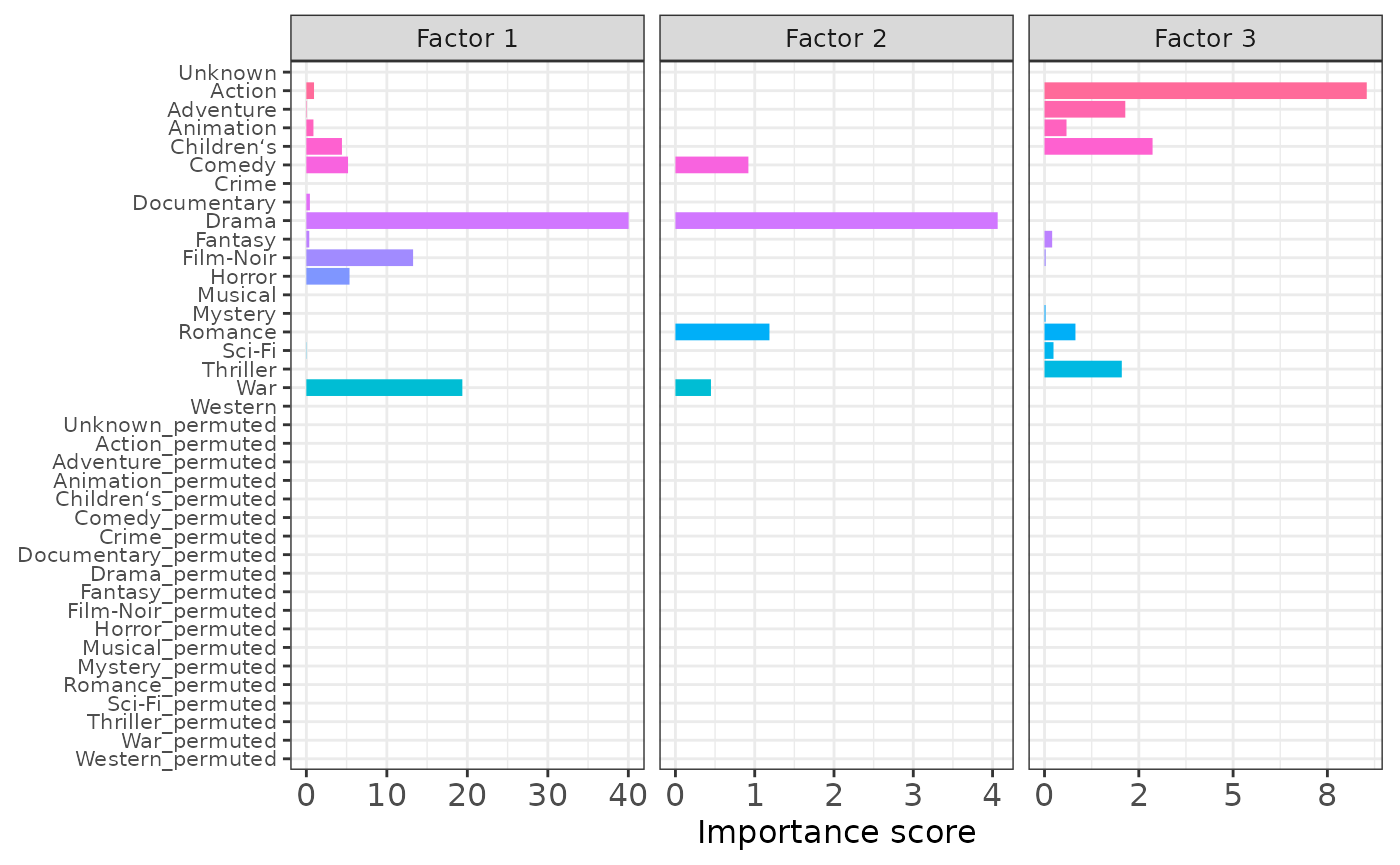 Factor 1 Factor 2 Factor 3
Unknown
Action
Adventure
Animation
Children‘s
Comedy
Crime
Documentary
Drama
Fantasy
Film-Noir
Horror
Musical
Mystery
Romance
Sci-Fi
Thriller
War
Western
Unknown_permuted
Action_permuted
Adventure_permuted
Animation_permuted
Children‘s_permuted
Comedy_permuted
Crime_permuted
Documentary_permuted
Drama_permuted
Fantasy_permuted
Film-Noir_permuted
Horror_permuted
Musical_permuted
Mystery_permuted
Romance_permuted
Sci-Fi_permuted
Thriller_permuted
War_permuted
Western_permuted
0 10 20 30 40 0 1 2 3 4 0 2 5 8
Importance score